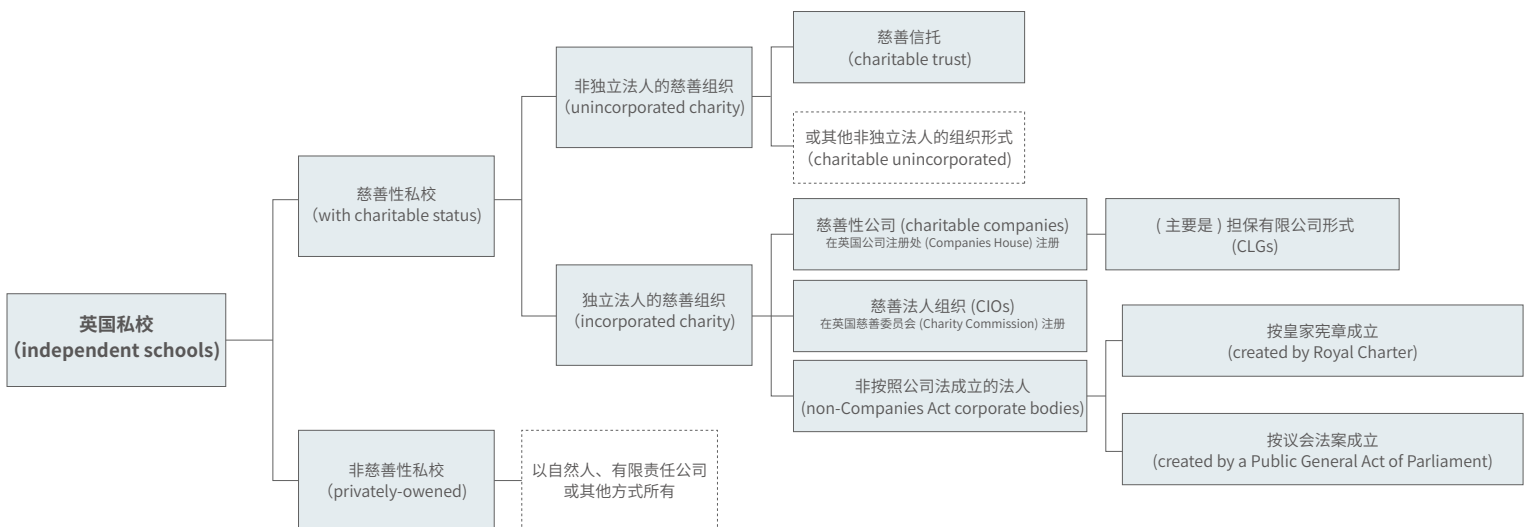 英国私校
(independent schools)
慈善性私校
(with charitable status)
非独立法人的慈善组织
(unincorporated charity)
慈善信托
(charitable trust)
或其他非独立法人的组织形式
(charitable unincorporated)
独立法人的慈善组织
(incorporated charity)
慈善性公司 (charitable companies)
在英国公司注册处 (Companies House) 注册
( 主要是 ) 担保有限公司形式
(CLGs)
慈善法人组织 (CIOs)
在英国慈善委员会 (Charity Commission) 注册
非按照公司法成立的法人
(non-Companies Act corporate bodies)
按皇家宪章成立
(created by Royal Charter)
按议会法案成立
(created by a Public General Act of Parliament)
非慈善性私校
(privately-owened)
以自然人、有限责任公司
或其他方式所有